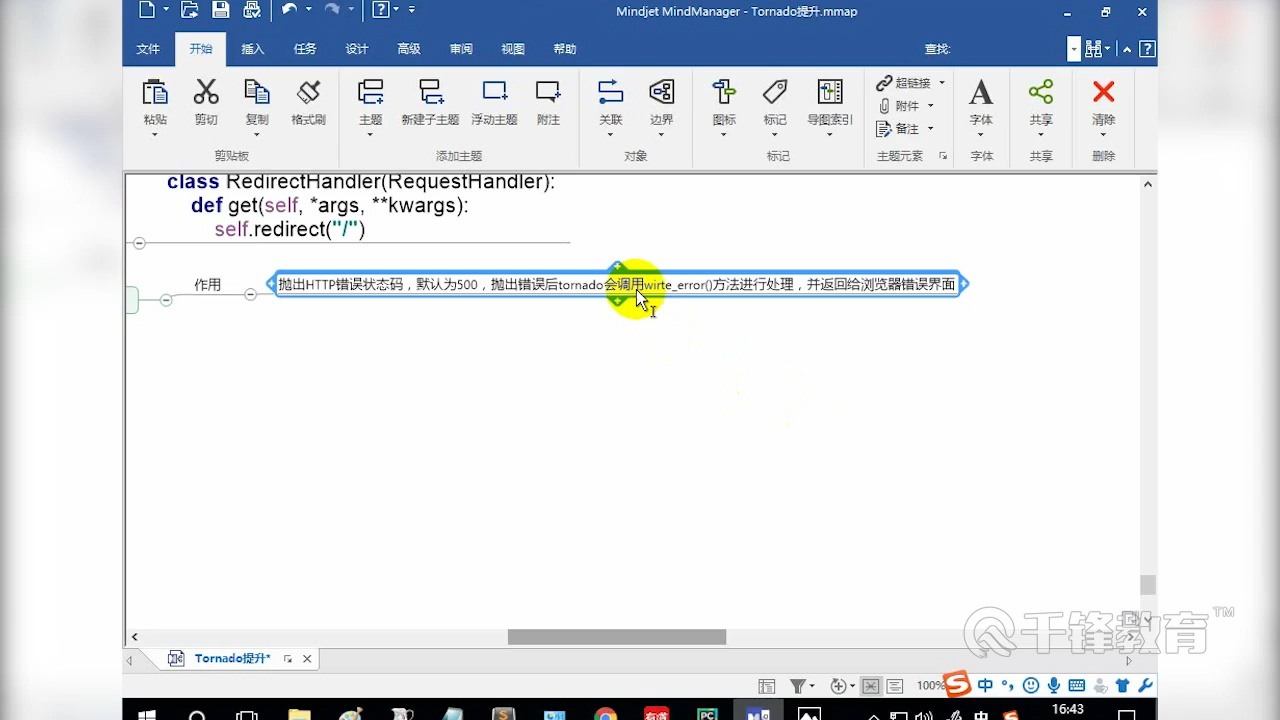 Mindjet MindManager - Tornado提升.mmap
文件 开始 插入 任务 设计 高级 审阅 视图 帮助 查找:
粘贴 剪切 复制 格式刷 主题 新建子主题 浮动主题 附注 关联 边界 图标 标记 导图索引 超链接 附件 备注 字体 共享 清除
剪贴板 添加主题 对象 标记 主题元素 字体 共享 删除
class RedirectHandler(RequestHandler):
def get(self, *args, **kwargs):
self.redirect("/")
作用 抛出HTTP错误状态码，默认为500，抛出错误后tornado会调用wirte_error()方法进行处理，并返回给浏览器错误界面
千锋教育™
Tornado提升*
100%
中
16:43
中